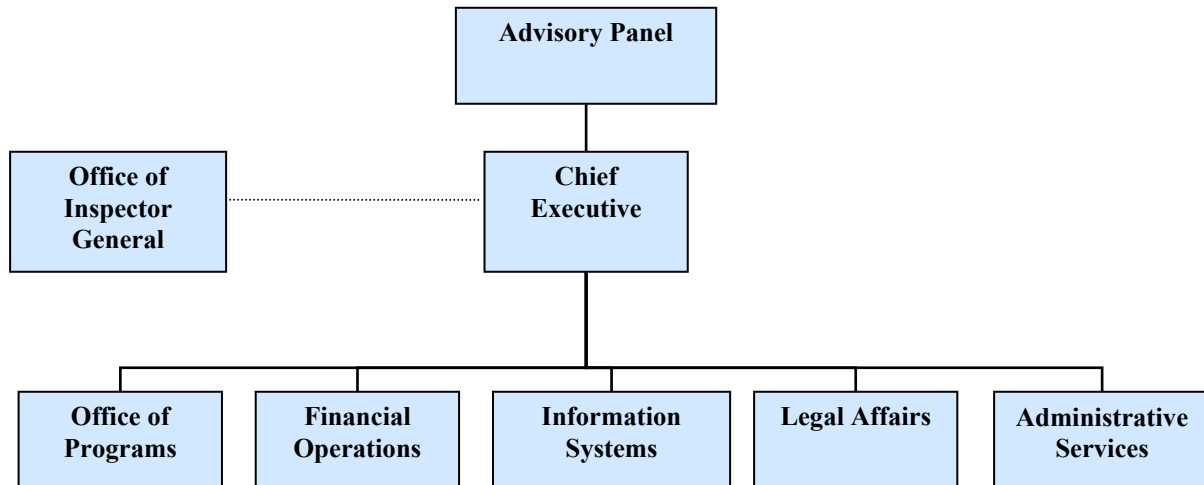 Advisory Panel
Office of
Inspector
General
Chief
Executive
Office of
Programs
Financial
Operations
Information
Systems
Legal Affairs
Administrative
Services